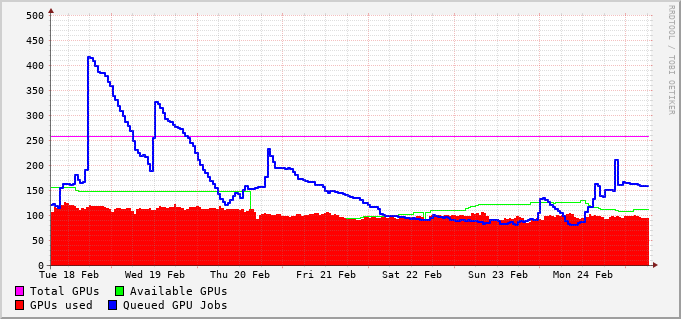 500
450
400
350
300
250
200
150
100
50
0
Tue 18 Feb Wed 19 Feb Thu 20 Feb Fri 21 Feb Sat 22 Feb Sun 23 Feb Mon 24 Feb
Total GPUs Available GPUs
GPUs used Queued GPU Jobs
RRDTOOL / TOBI OETIKER